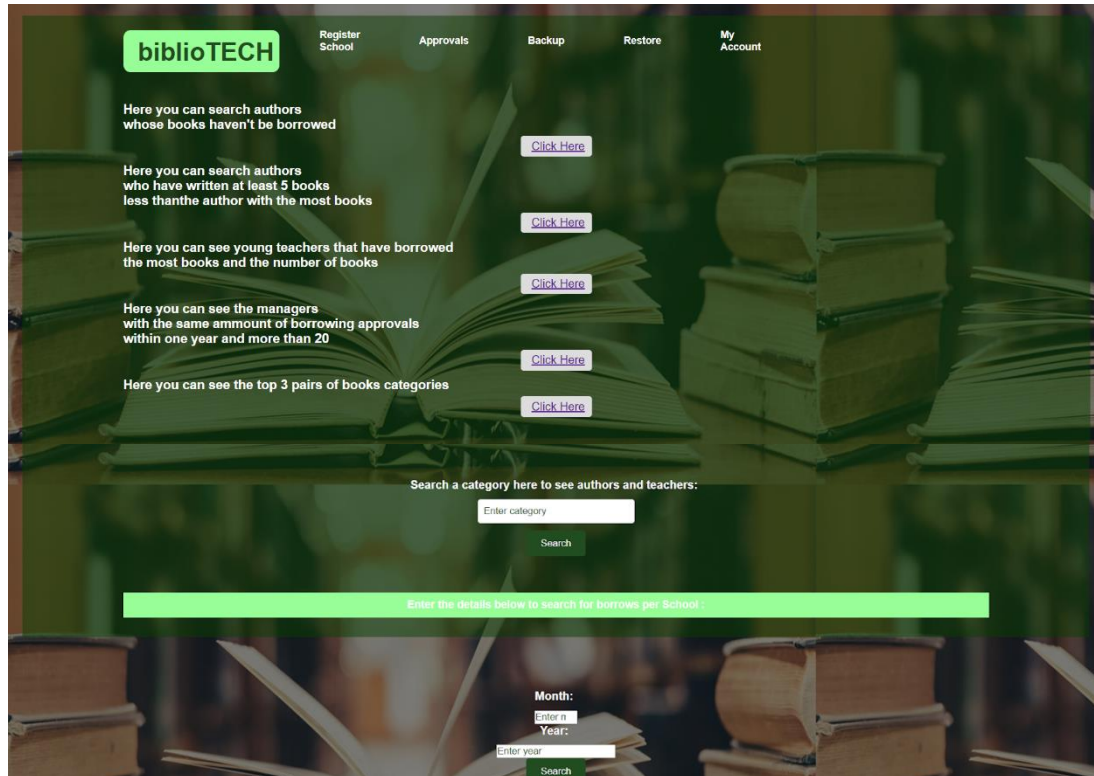 biblioTECH
Register
School
Approvals
Backup
Restore
My
Account
Here you can search authors
whose books haven't be borrowed
Click Here
Here you can search authors
who have written at least 5 books
less thanthe author with the most books
Click Here
Here you can see young teachers that have borrowed
the most books and the number of books
Click Here
Here you can see the managers
with the same ammount of borrowing approvals
within one year and more than 20
Click Here
Here you can see the top 3 pairs of books categories
Click Here
Search a category here to see authors and teachers:
Enter category
Search
Enter the details below to search for borrows per School :
Month:
Enter n
Year:
Enter year
Search